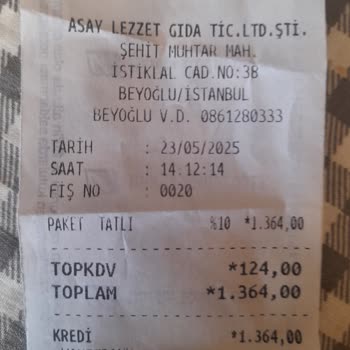 ASAY LEZZET GIDA TİC.LTD.ŞTİ.
ŞEHİT MUHTAR MAH.
İSTİKLAL CAD.NO:3B
BEYOĞLU/İSTANBUL
BEYOĞLU V.D. 0861280333
TARİH : 23/05/2025
SAAT : 14.12:14
FİŞ NO : 0020
PAKET TATLI %10 *1.364,00
TOPKDV *124,00
TOPLAM *1.364,00
KREDİ *1.364,00